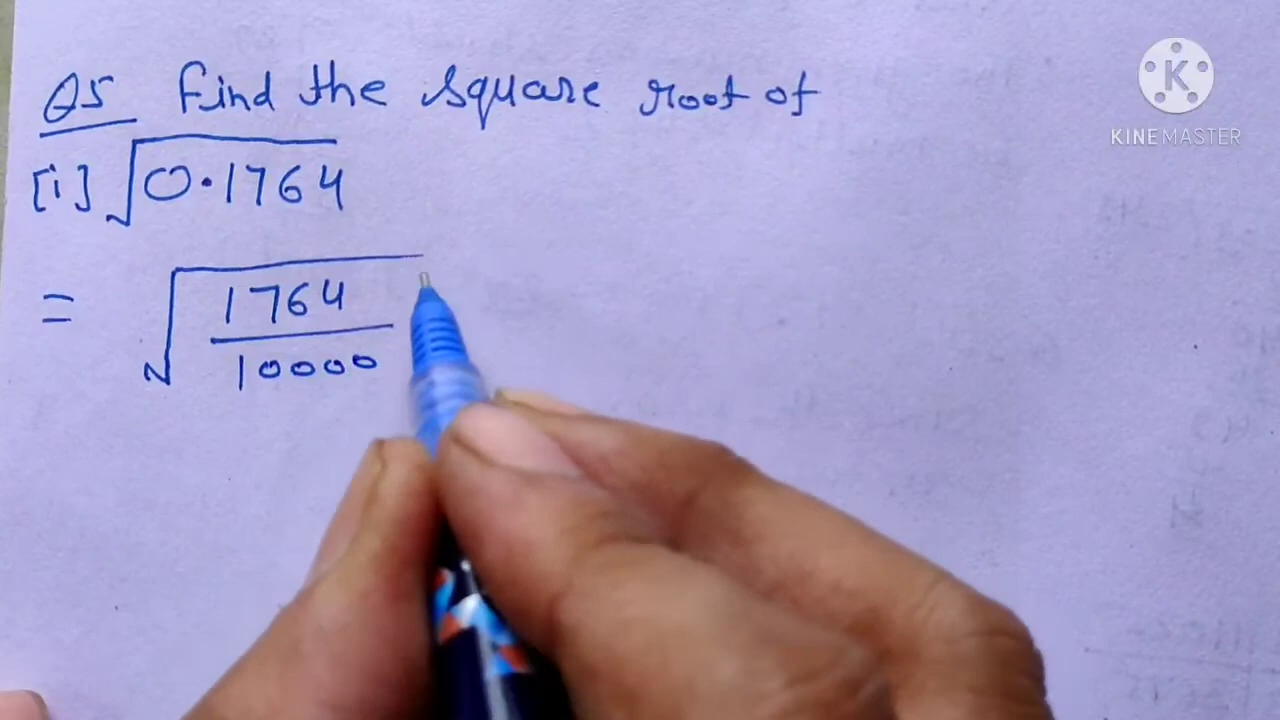 Q5 Find the square root of
K
KINEMASTER
[i] √0.1764
= √1764/10000